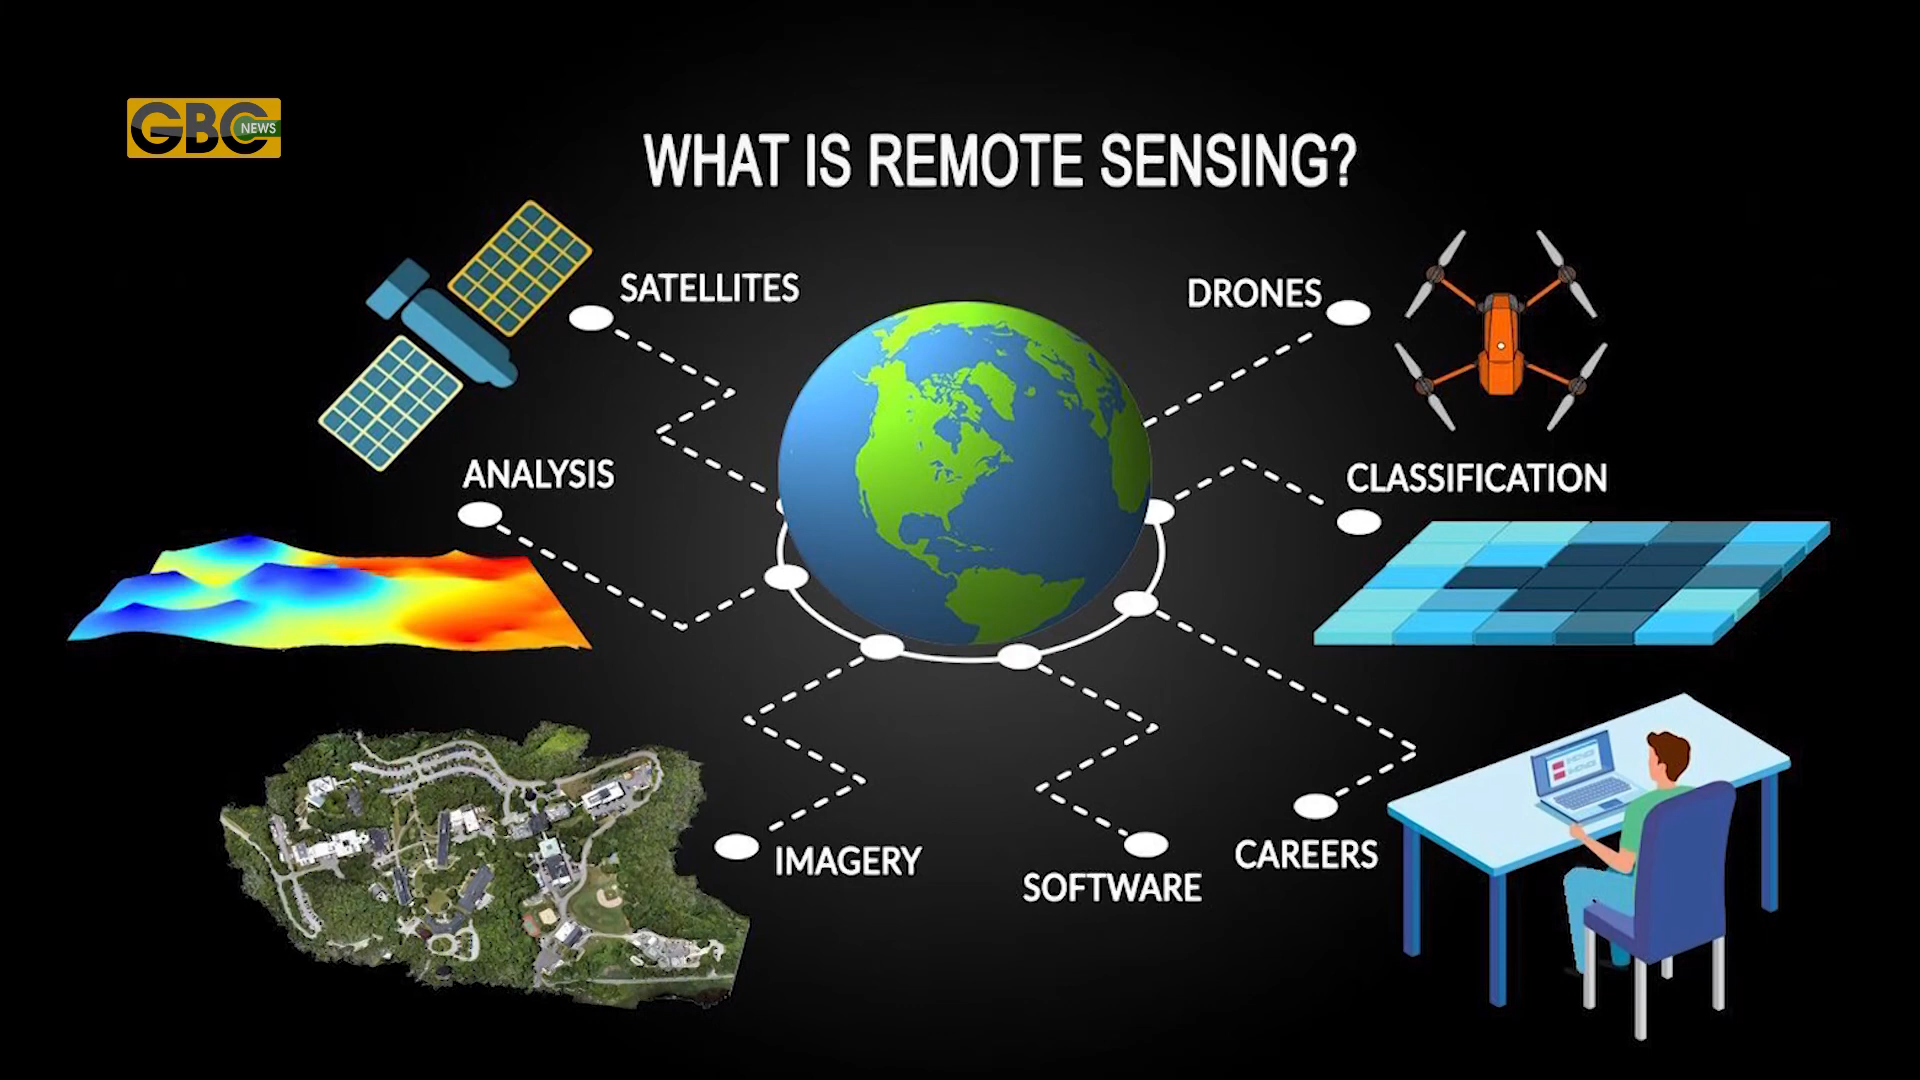 GBC NEWS
WHAT IS REMOTE SENSING?
SATELLITES
DRONES
ANALYSIS
CLASSIFICATION
IMAGERY
SOFTWARE
CAREERS